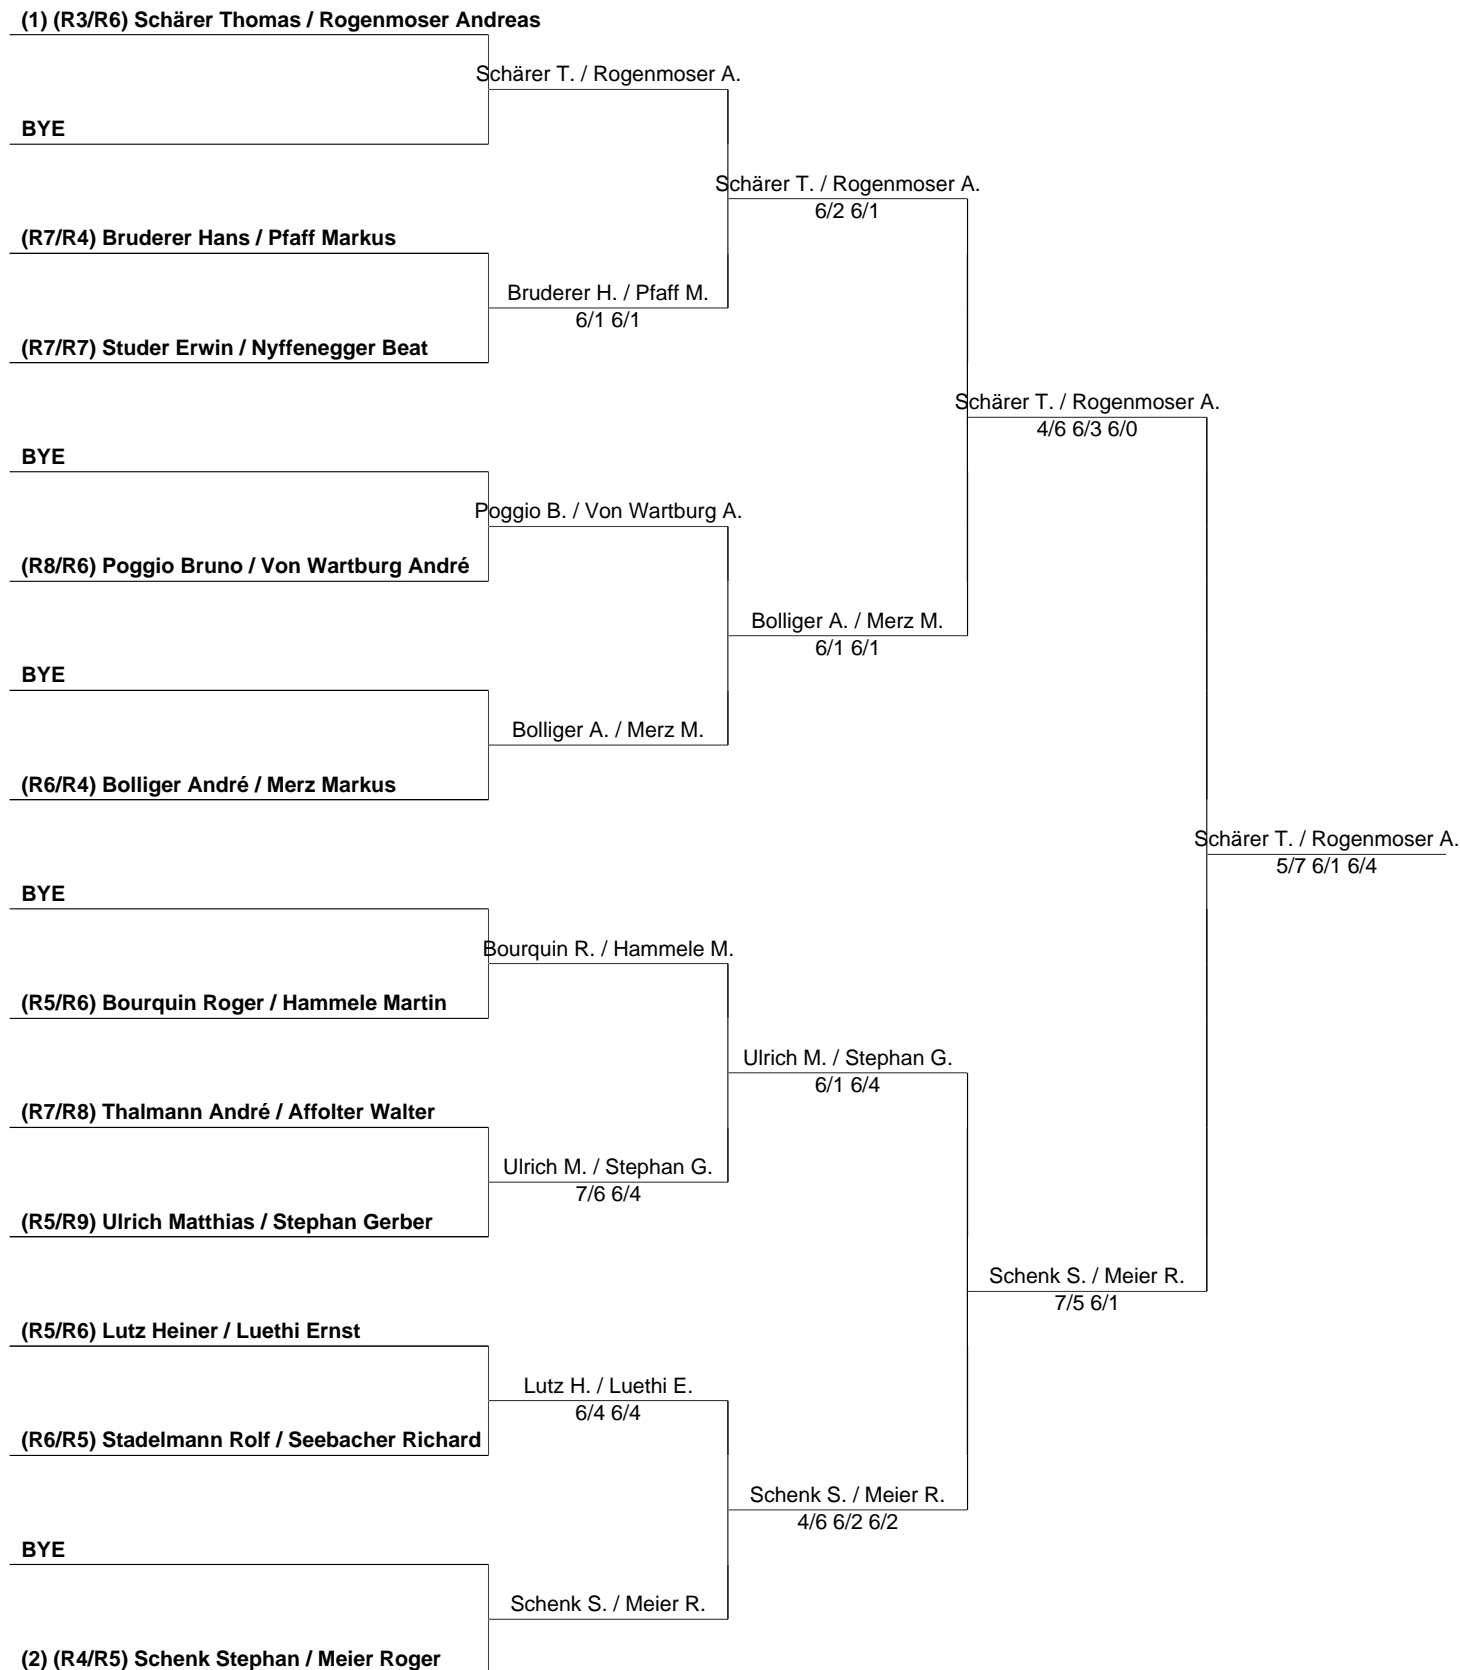 (1) (R3/R6) Schärer Thomas / Rogenmoser Andreas
Schärer T. / Rogenmoser A.
BYE
Schärer T. / Rogenmoser A.
6/2 6/1
(R7/R4) Bruderer Hans / Pfaff Markus
Bruderer H. / Pfaff M.
6/1 6/1
(R7/R7) Studer Erwin / Nyffenegger Beat
Schärer T. / Rogenmoser A.
4/6 6/3 6/0
BYE
Poggio B. / Von Wartburg A.
(R8/R6) Poggio Bruno / Von Wartburg André
Bolliger A. / Merz M.
6/1 6/1
BYE
Bolliger A. / Merz M.
(R6/R4) Bolliger André / Merz Markus
Schärer T. / Rogenmoser A.
5/7 6/1 6/4
BYE
Bourquin R. / Hammele M.
(R5/R6) Bourquin Roger / Hammele Martin
Ulrich M. / Stephan G.
6/1 6/4
(R7/R8) Thalmann André / Affolter Walter
Ulrich M. / Stephan G.
7/6 6/4
(R5/R9) Ulrich Matthias / Stephan Gerber
Schenk S. / Meier R.
7/5 6/1
(R5/R6) Lutz Heiner / Luethi Ernst
Lutz H. / Luethi E.
6/4 6/4
(R6/R5) Stadelmann Rolf / Seebacher Richard
Schenk S. / Meier R.
4/6 6/2 6/2
BYE
Schenk S. / Meier R.
(2) (R4/R5) Schenk Stephan / Meier Roger